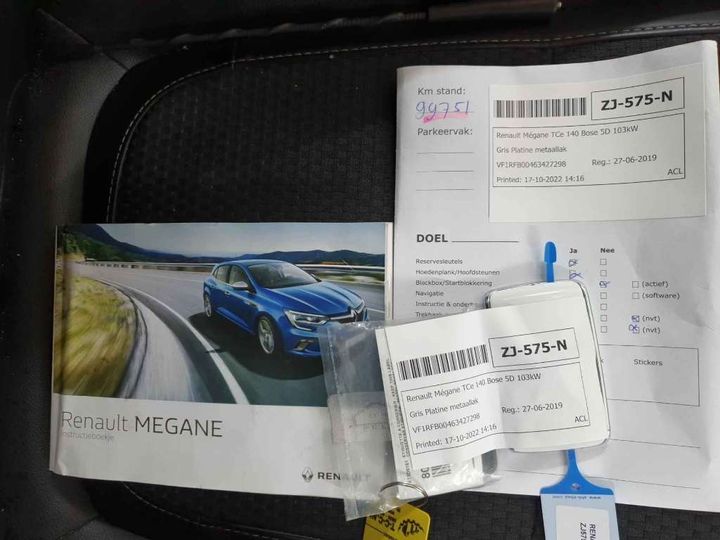 Km stand:
99751
Parkeervak:
ZJ-575-N
Renault Mégane TCe 140 Bose 5D 103kW
Gris Platine metaallak
VF1RFB00463427298 Reg.: 27-06-2019
Printed: 17-10-2022 14:16
ACL
DOEL
Ja Nee
Reservesleutels
Hoedenplank/Hoofdsteunen
Blackbox/Startblokkering (actief)
Navigatie (software)
Instructie & onderh
Trekhaak (nvt)
(nvt)
Stickers
Renault MEGANE
instructieboekje
RENAULT
ZJ-575-N
Renault Mégane TCe 140 Bose 5D 103kW
Gris Platine metaallak
VF1RFB00463427298 Reg.: 27-06-2019
Printed: 17-10-2022 14:16
ACL